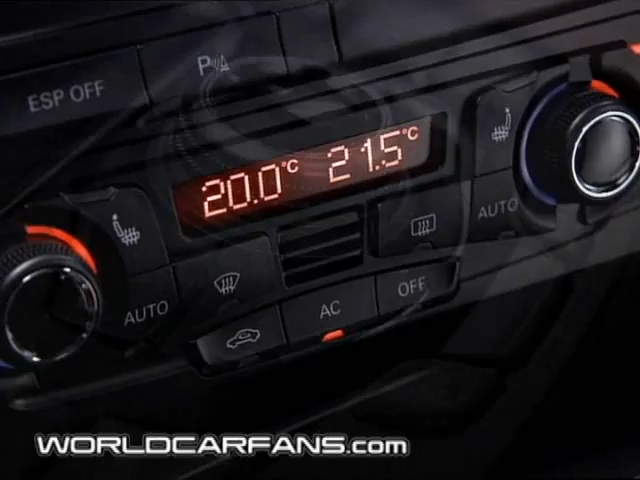 ESP OFF
P
20.0°C 21.5°C
AUTO
AUTO
AC
OFF
WORLDCARFANS.com